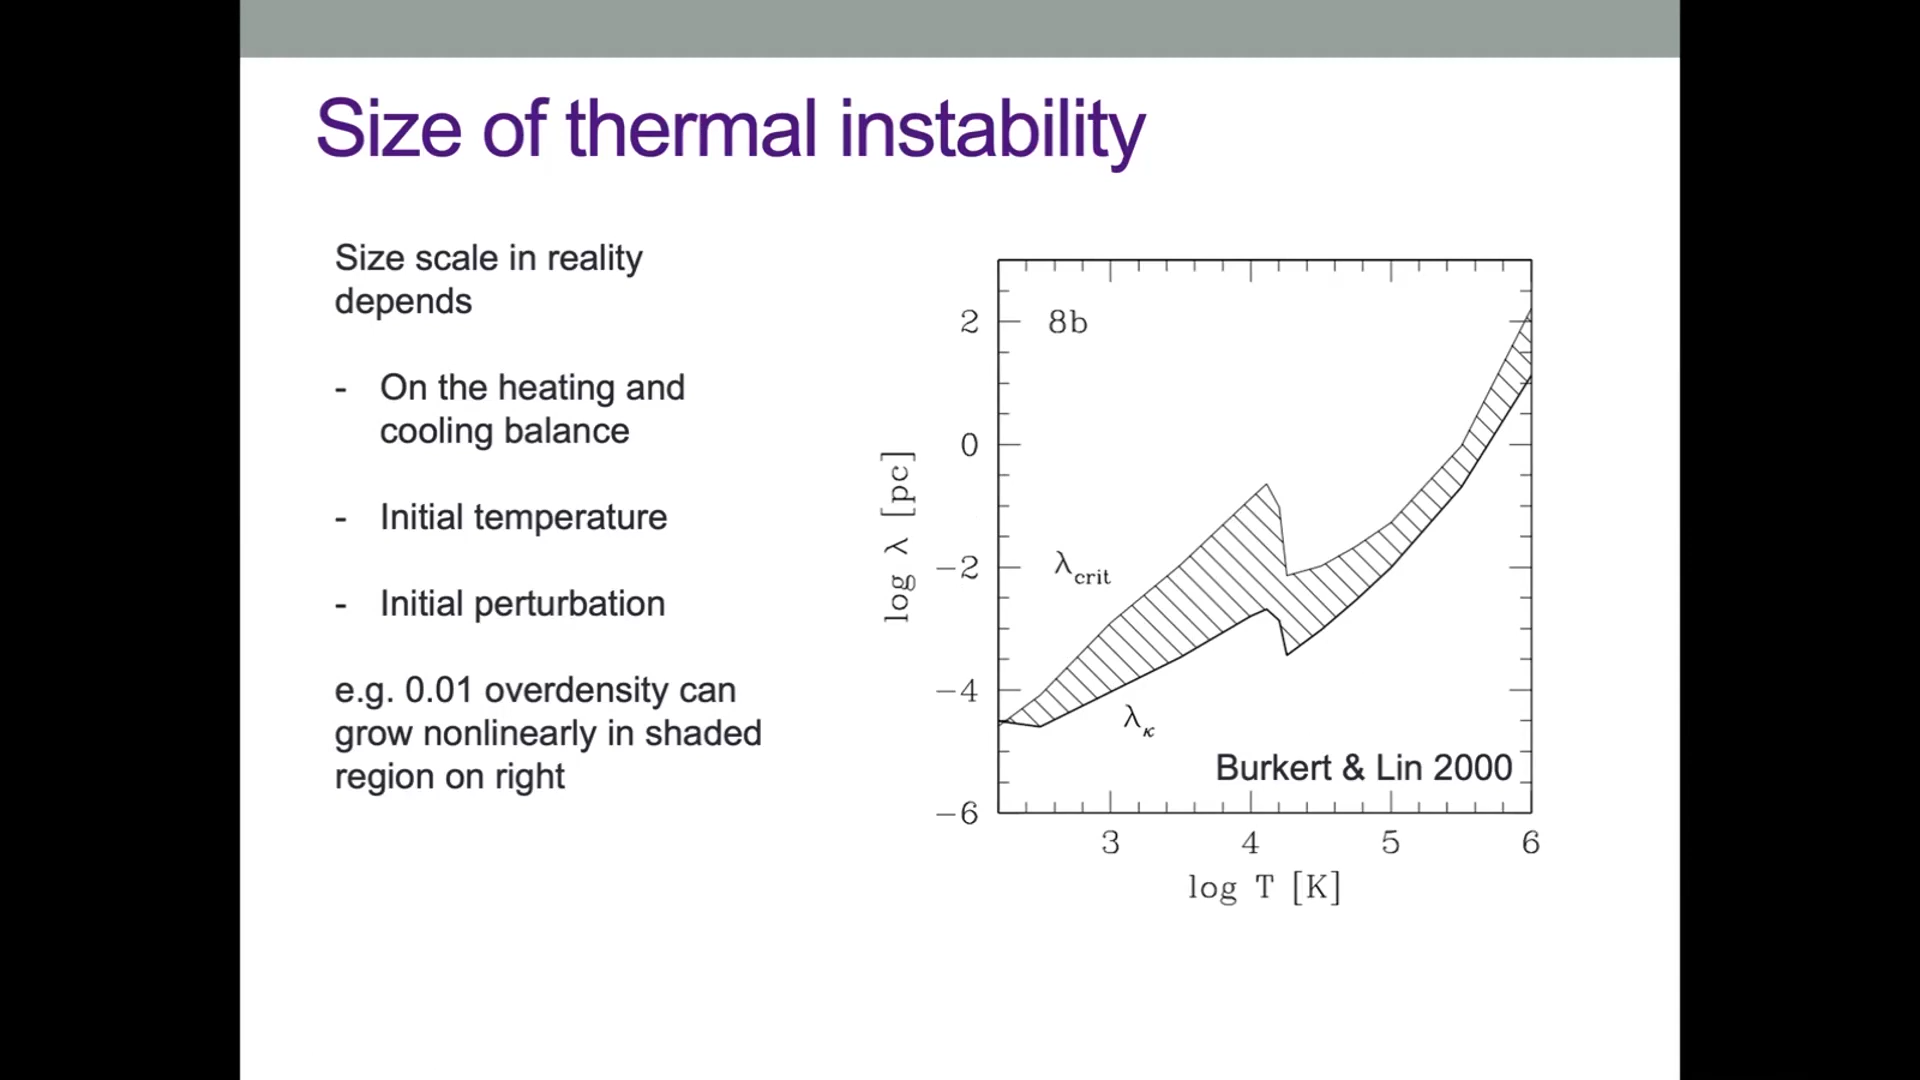 Size of thermal instability
Size scale in reality
depends
- On the heating and
cooling balance
- Initial temperature
- Initial perturbation
e.g. 0.01 overdensity can
grow nonlinearly in shaded
region on right
8b
2
0
−2
−4
−6
log λ [pc]
λcrit
λκ
Burkert & Lin 2000
3 4 5 6
log T [K]